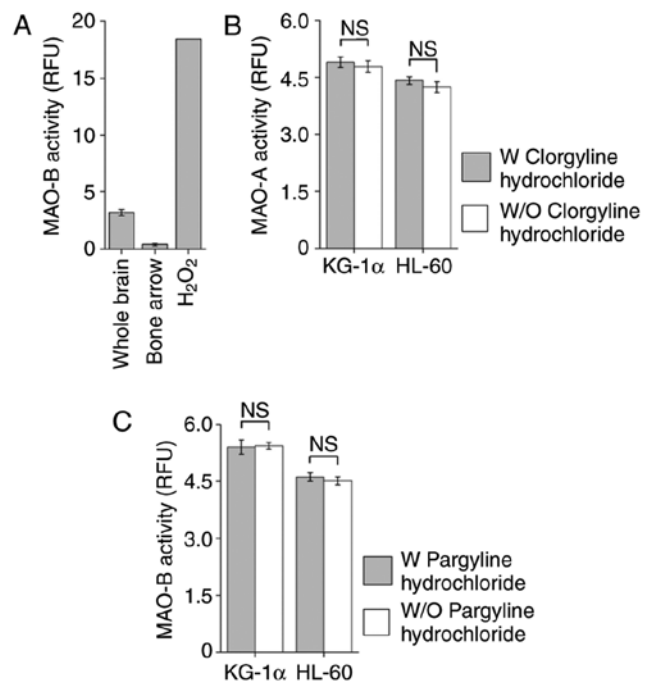 A
MAO-B activity (RFU)
20
15
10
5
0
Whole brain
Bone arrow
H₂O₂
B
MAO-A activity (RFU)
6.0
4.5
3.0
1.5
0
NS
NS
KG-1α HL-60
W Clorgyline
hydrochloride
W/O Clorgyline
hydrochloride
C
MAO-B activity (RFU)
6.0
4.5
3.0
1.5
0
NS
NS
KG-1α HL-60
W Pargyline
hydrochloride
W/O Pargyline
hydrochloride